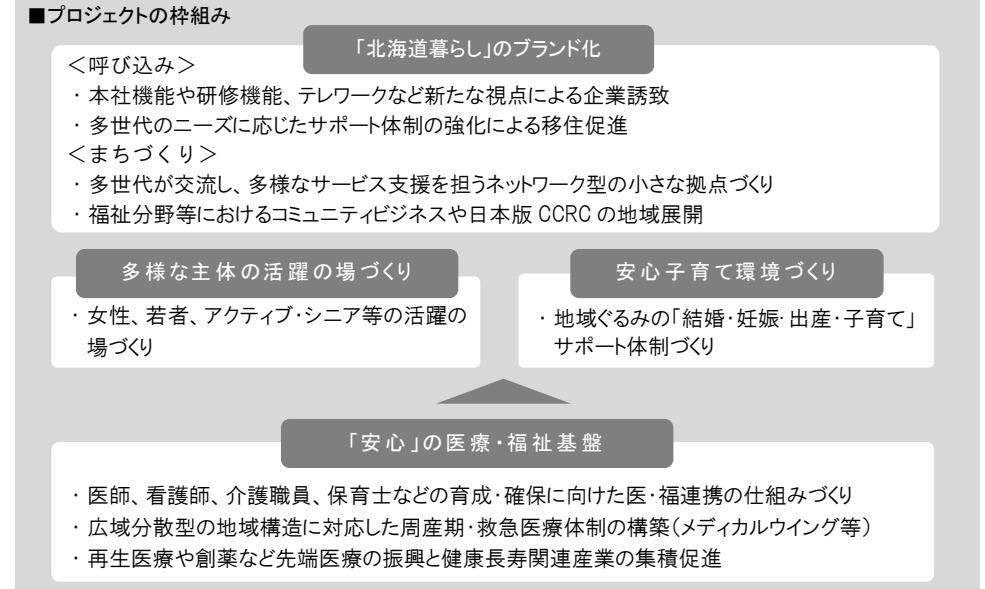 ■プロジェクトの枠組み
「北海道暮らし」のブランド化
＜呼び込み＞
・本社機能や研修機能、テレワークなど新たな視点による企業誘致
・多世代のニーズに応じたサポート体制の強化による移住促進
＜まちづくり＞
・多世代が交流し、多様なサービス支援を担うネットワーク型の小さな拠点づくり
・福祉分野等におけるコミュニティビジネスや日本版 CCRC の地域展開
多様な主体の活躍の場づくり
・女性、若者、アクティブ・シニア等の活躍の
場づくり
安心子育て環境づくり
・地域ぐるみの「結婚・妊娠・出産・子育て」
サポート体制づくり
「安心」の医療・福祉基盤
・医師、看護師、介護職員、保育士などの育成・確保に向けた医・福連携の仕組みづくり
・広域分散型の地域構造に対応した周産期・救急医療体制の構築（メディカルウイング等）
・再生医療や創薬など先端医療の振興と健康長寿関連産業の集積促進